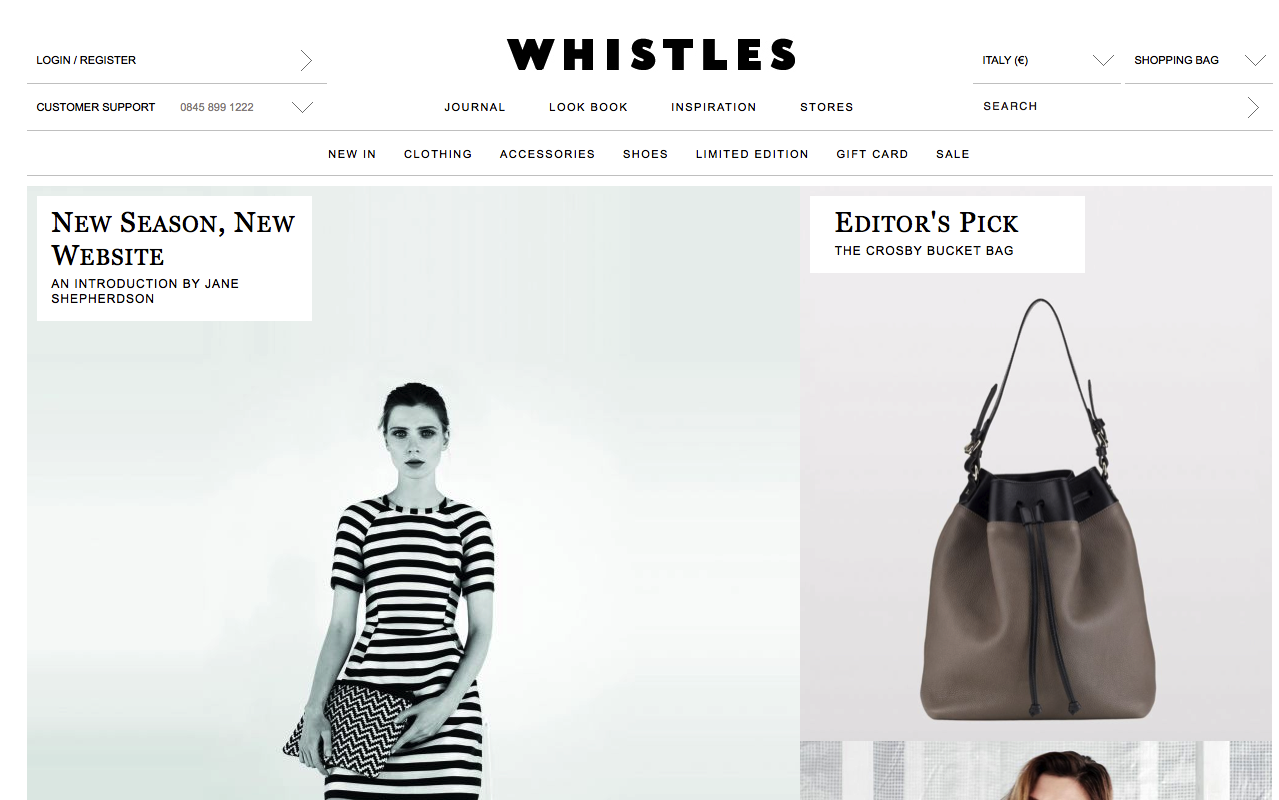 LOGIN / REGISTER
WHISTLES
ITALY (€)
SHOPPING BAG
CUSTOMER SUPPORT 0845 899 1222
JOURNAL
LOOK BOOK
INSPIRATION
STORES
SEARCH
NEW IN
CLOTHING
ACCESSORIES
SHOES
LIMITED EDITION
GIFT CARD
SALE
New Season, New
Website
AN INTRODUCTION BY JANE
SHEPHERDSON
Editor's Pick
THE CROSBY BUCKET BAG